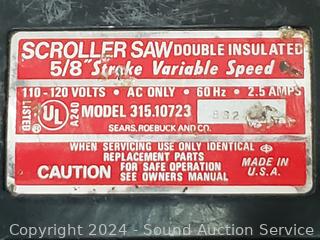 SCROLLER SAW DOUBLE INSULATED
5/8" Stroke Variable Speed
110-120 VOLTS • AC ONLY • 60Hz • 2.5 AMPS
LISTED UL A240 MODEL 315.10723
SEARS, ROEBUCK AND CO.
WHEN SERVICING USE ONLY IDENTICAL
REPLACEMENT PARTS
CAUTION FOR SAFE OPERATION
SEE OWNERS MANUAL
MADE IN
U.S.A.
Copyright 2024 - Sound Auction Service